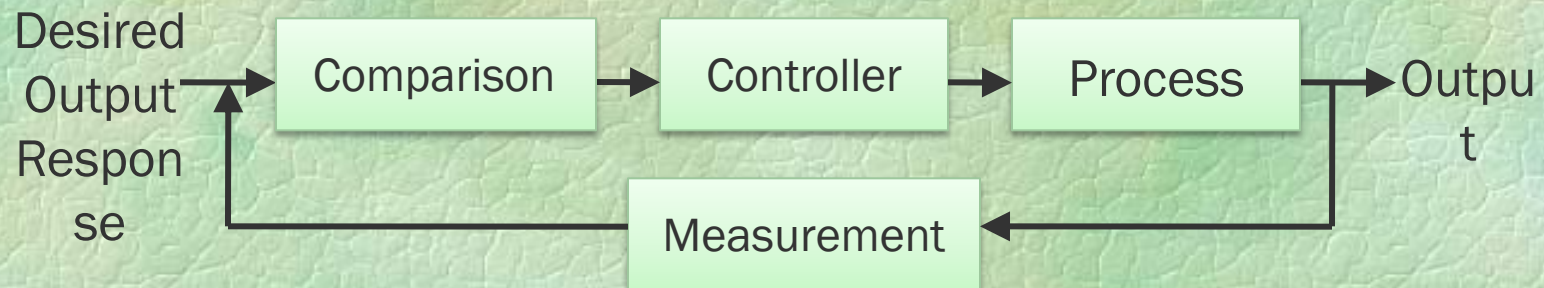 Desired
Output
Respon
se
Comparison
Controller
Process
Outpu
t
Measurement